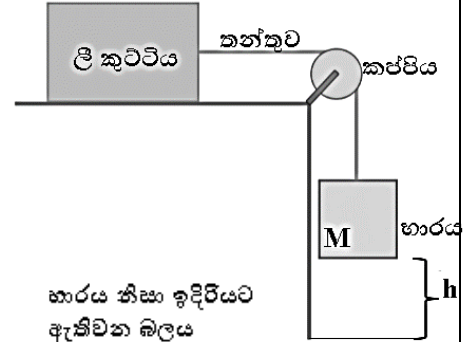 තන්තුව
ලී කුට්ටිය
කප්පිය
M
භාරය
h
භාරය නිසා ඉදිරියට
ඇතිවන බලය